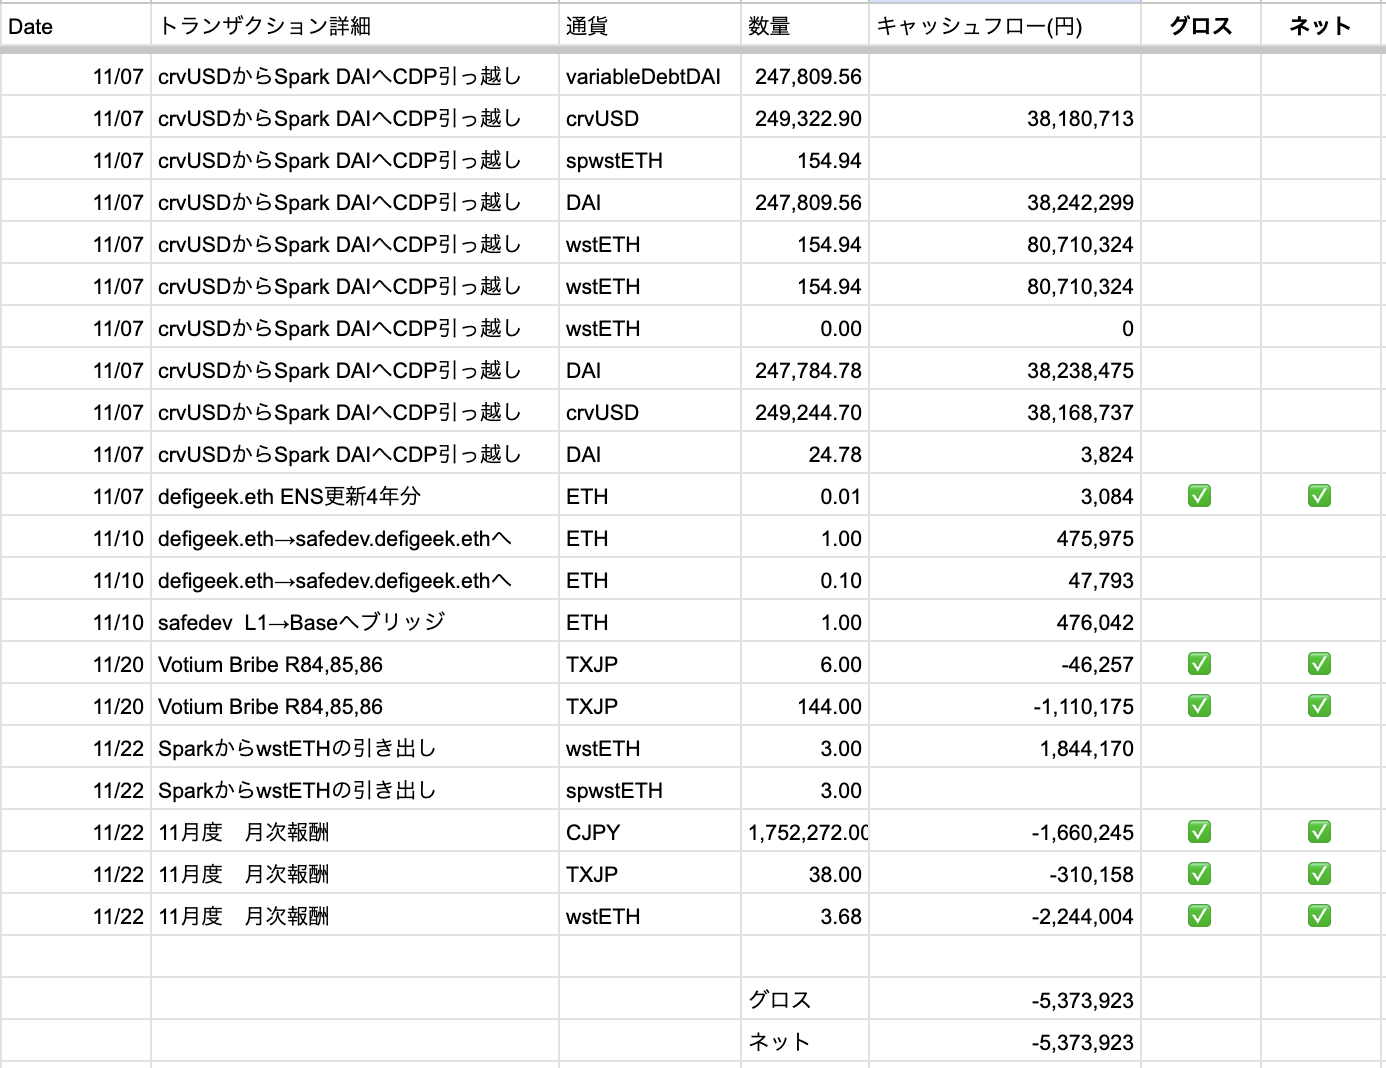 Date トランザクション詳細 通貨 数量 キャッシュフロー(円) グロス ネット
11/07 crvUSDからSpark DAIへCDP引っ越し variableDebtDAI 247,809.56
11/07 crvUSDからSpark DAIへCDP引っ越し crvUSD 249,322.90 38,180,713
11/07 crvUSDからSpark DAIへCDP引っ越し spwstETH 154.94
11/07 crvUSDからSpark DAIへCDP引っ越し DAI 247,809.56 38,242,299
11/07 crvUSDからSpark DAIへCDP引っ越し wstETH 154.94 80,710,324
11/07 crvUSDからSpark DAIへCDP引っ越し wstETH 154.94 80,710,324
11/07 crvUSDからSpark DAIへCDP引っ越し wstETH 0.00 0
11/07 crvUSDからSpark DAIへCDP引っ越し DAI 247,784.78 38,238,475
11/07 crvUSDからSpark DAIへCDP引っ越し crvUSD 249,244.70 38,168,737
11/07 crvUSDからSpark DAIへCDP引っ越し DAI 24.78 3,824
11/07 defigeek.eth ENS更新4年分 ETH 0.01 3,084 ✅ ✅
11/10 defigeek.eth→safedev.defigeek.ethへ ETH 1.00 475,975
11/10 defigeek.eth→safedev.defigeek.ethへ ETH 0.10 47,793
11/10 safedev L1→Baseへブリッジ ETH 1.00 476,042
11/20 Votium Bribe R84,85,86 TXJP 6.00 -46,257 ✅ ✅
11/20 Votium Bribe R84,85,86 TXJP 144.00 -1,110,175 ✅ ✅
11/22 SparkからwstETHの引き出し wstETH 3.00 1,844,170
11/22 SparkからwstETHの引き出し spwstETH 3.00
11/22 11月度　月次報酬 CJPY 1,752,272.00 -1,660,245 ✅ ✅
11/22 11月度　月次報酬 TXJP 38.00 -310,158 ✅ ✅
11/22 11月度　月次報酬 wstETH 3.68 -2,244,004 ✅ ✅
グロス -5,373,923
ネット -5,373,923